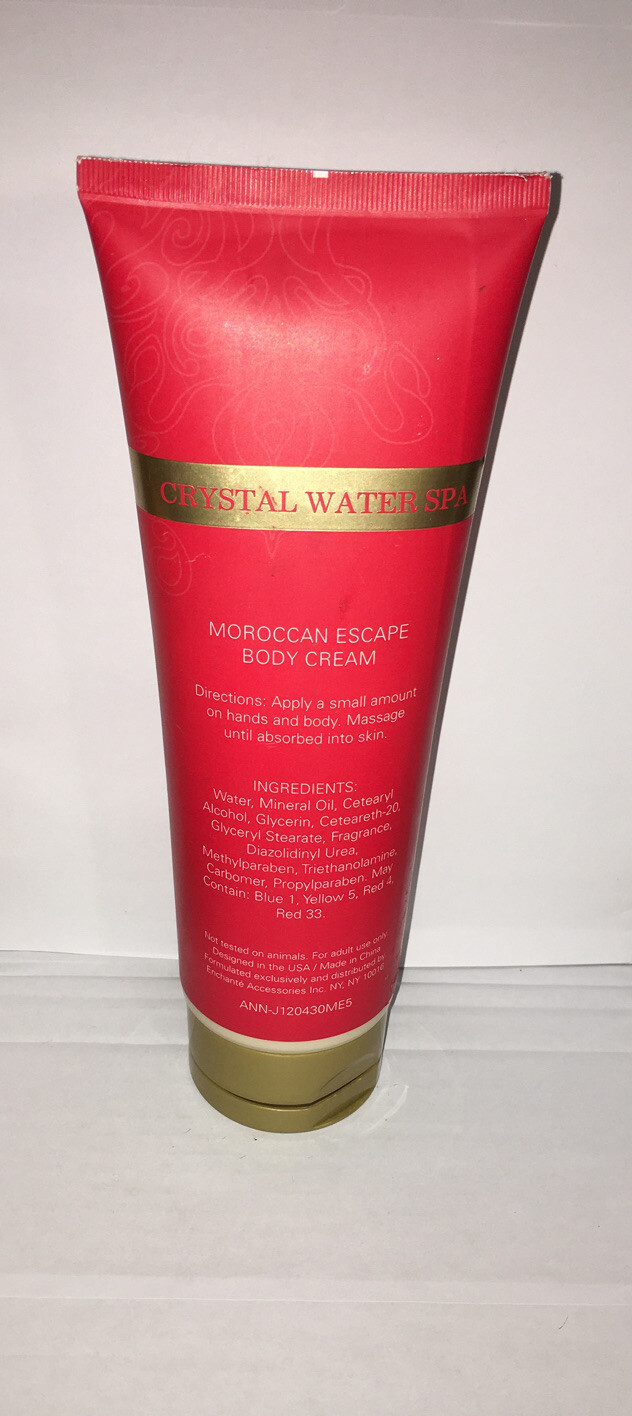 CRYSTAL WATER SPA
MOROCCAN ESCAPE
BODY CREAM
Directions: Apply a small amount
on hands and body. Massage
until absorbed into skin.
INGREDIENTS:
Water, Mineral Oil, Cetearyl
Alcohol, Glycerin, Ceteareth-20,
Glyceryl Stearate, Fragrance,
Diazolidinyl Urea,
Methylparaben, Triethanolamine,
Carbomer, Propylparaben. May
Contain: Blue 1, Yellow 5, Red 4,
Red 33.
Not tested on animals. For adult use only
Designed in the USA / Made in China
Formulated exclusively and distributed by
Enchanté Accessories Inc. NY, NY 10016
ANN-J120430ME5